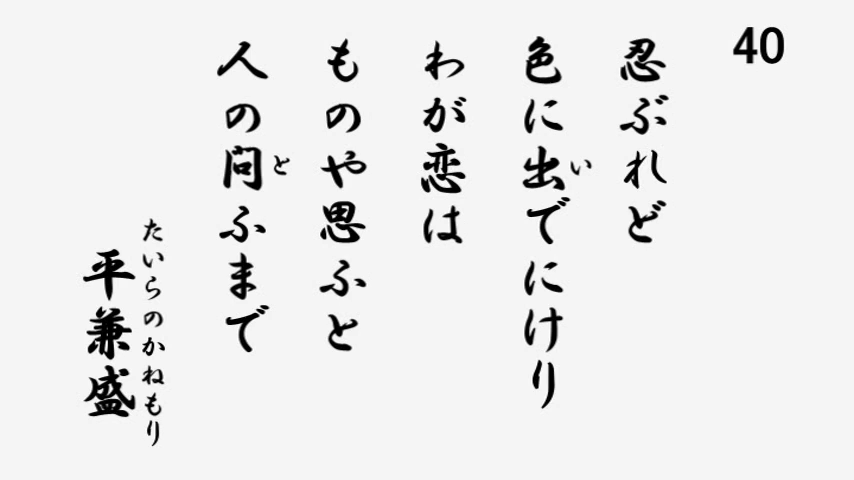 40
忍ぶれど
色に出でにけり
い
わが恋は
ものや思ふと
人の問ふまで
と
平兼盛
たいらのかねもり